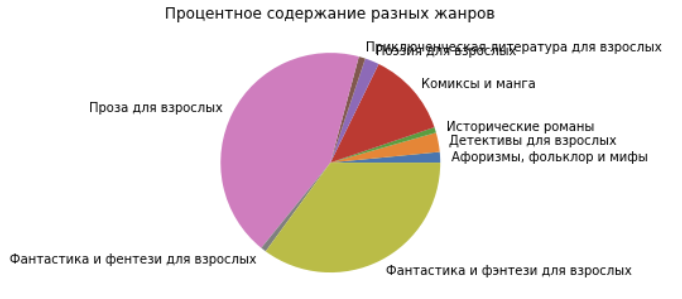 Процентное содержание разных жанров
Приключенческая литература для взрослых
Поэзия для взрослых
Комиксы и манга
Проза для взрослых
Исторические романы
Детективы для взрослых
Афоризмы, фольклор и мифы
Фантастика и фентези для взрослых
Фантастика и фэнтези для взрослых